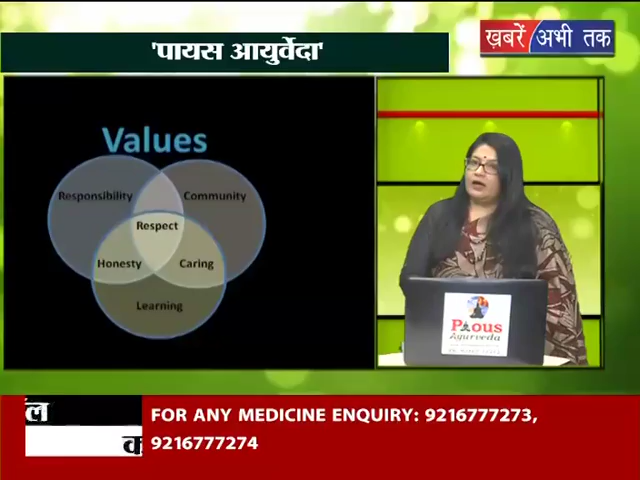 'पायस आयुर्वेदा'
ख़बरें अभी तक
Values
Responsibility
Community
Respect
Honesty
Caring
Learning
Pious
Ayurveda
FOR ANY MEDICINE ENQUIRY: 9216777273,
9216777274